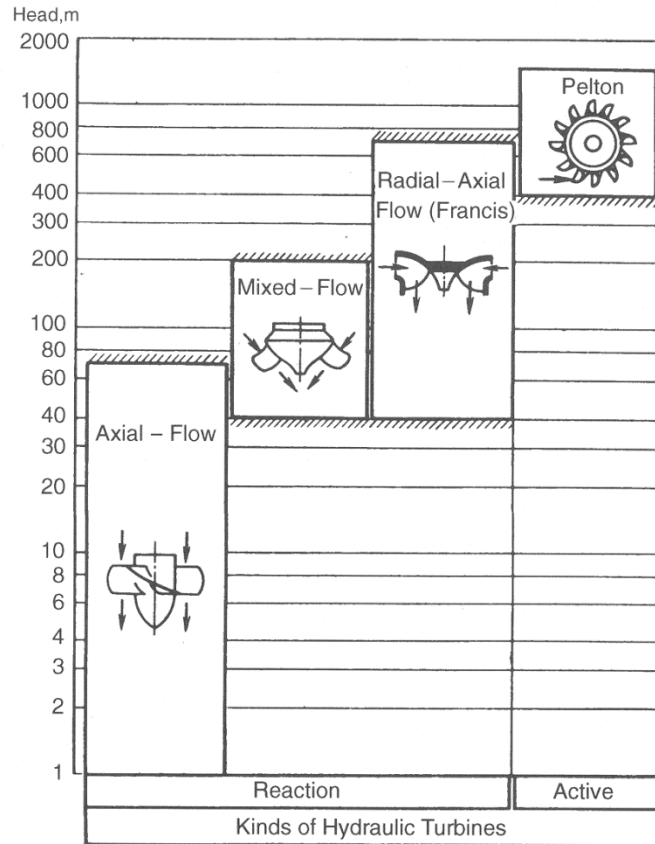 Head,m
2000
1000
800
600
400
300
200
100
80
60
40
30
20
10
8
6
4
3
2
1
Pelton
Radial–Axial
Flow (Francis)
Mixed–Flow
Axial – Flow
Reaction
Active
Kinds of Hydraulic Turbines